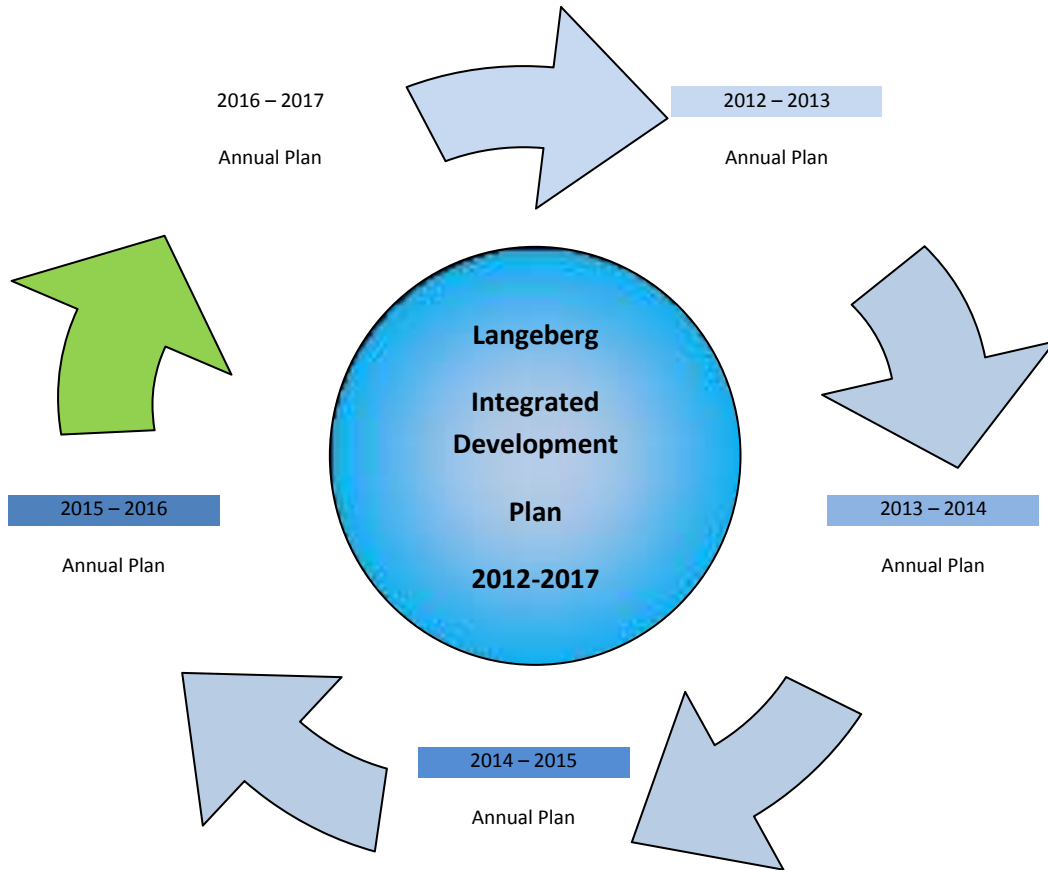 2016 – 2017
Annual Plan
2012 – 2013
Annual Plan
Langeberg
Integrated
Development
Plan
2012-2017
2015 – 2016
Annual Plan
2013 – 2014
Annual Plan
2014 – 2015
Annual Plan